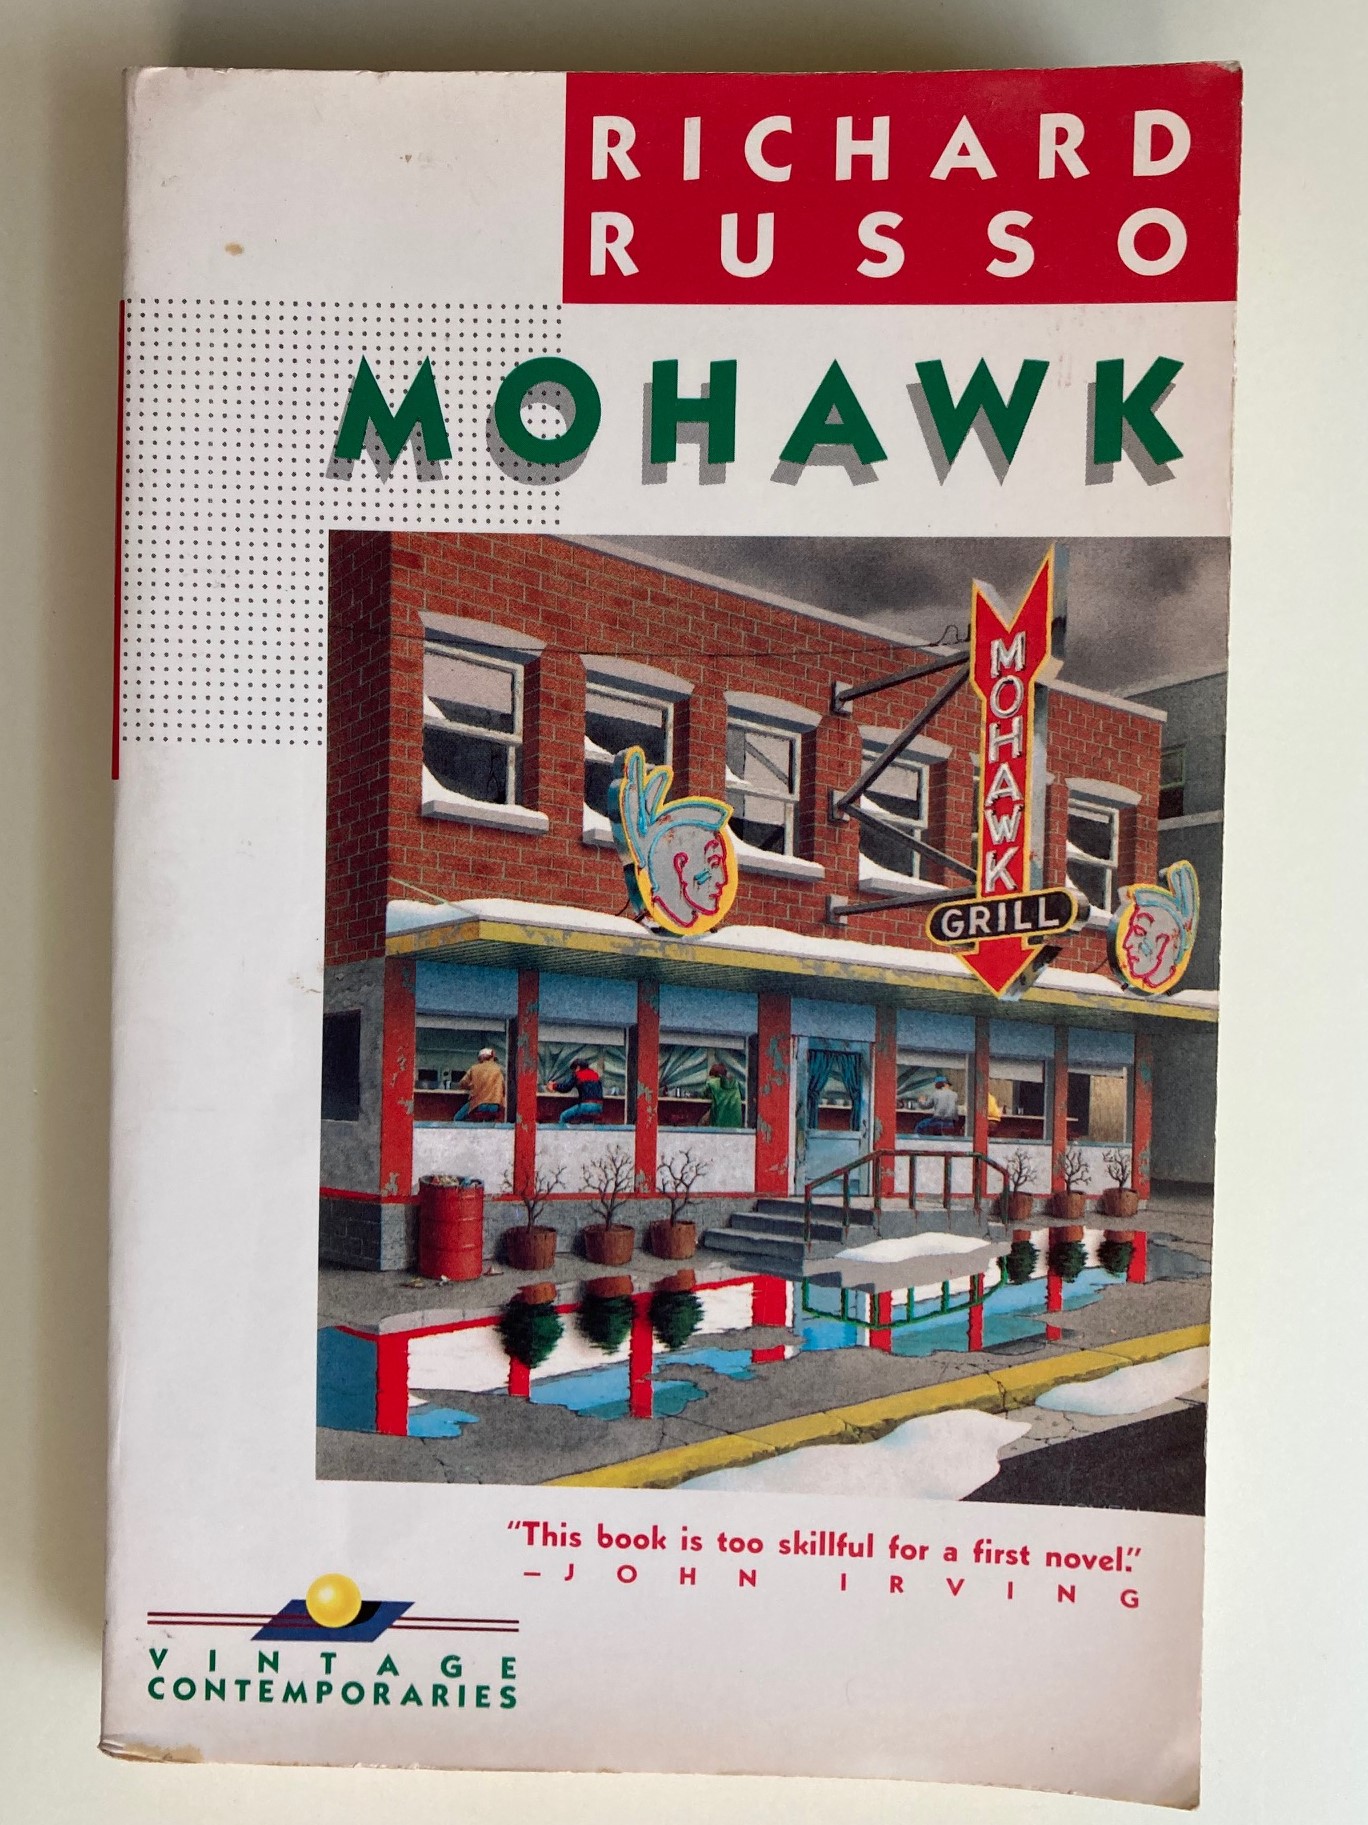 RICHARD
RUSSO
MOHAWK
MOHAWK
GRILL
“This book is too skillful for a first novel.”
—JOHN IRVING
VINTAGE
CONTEMPORARIES